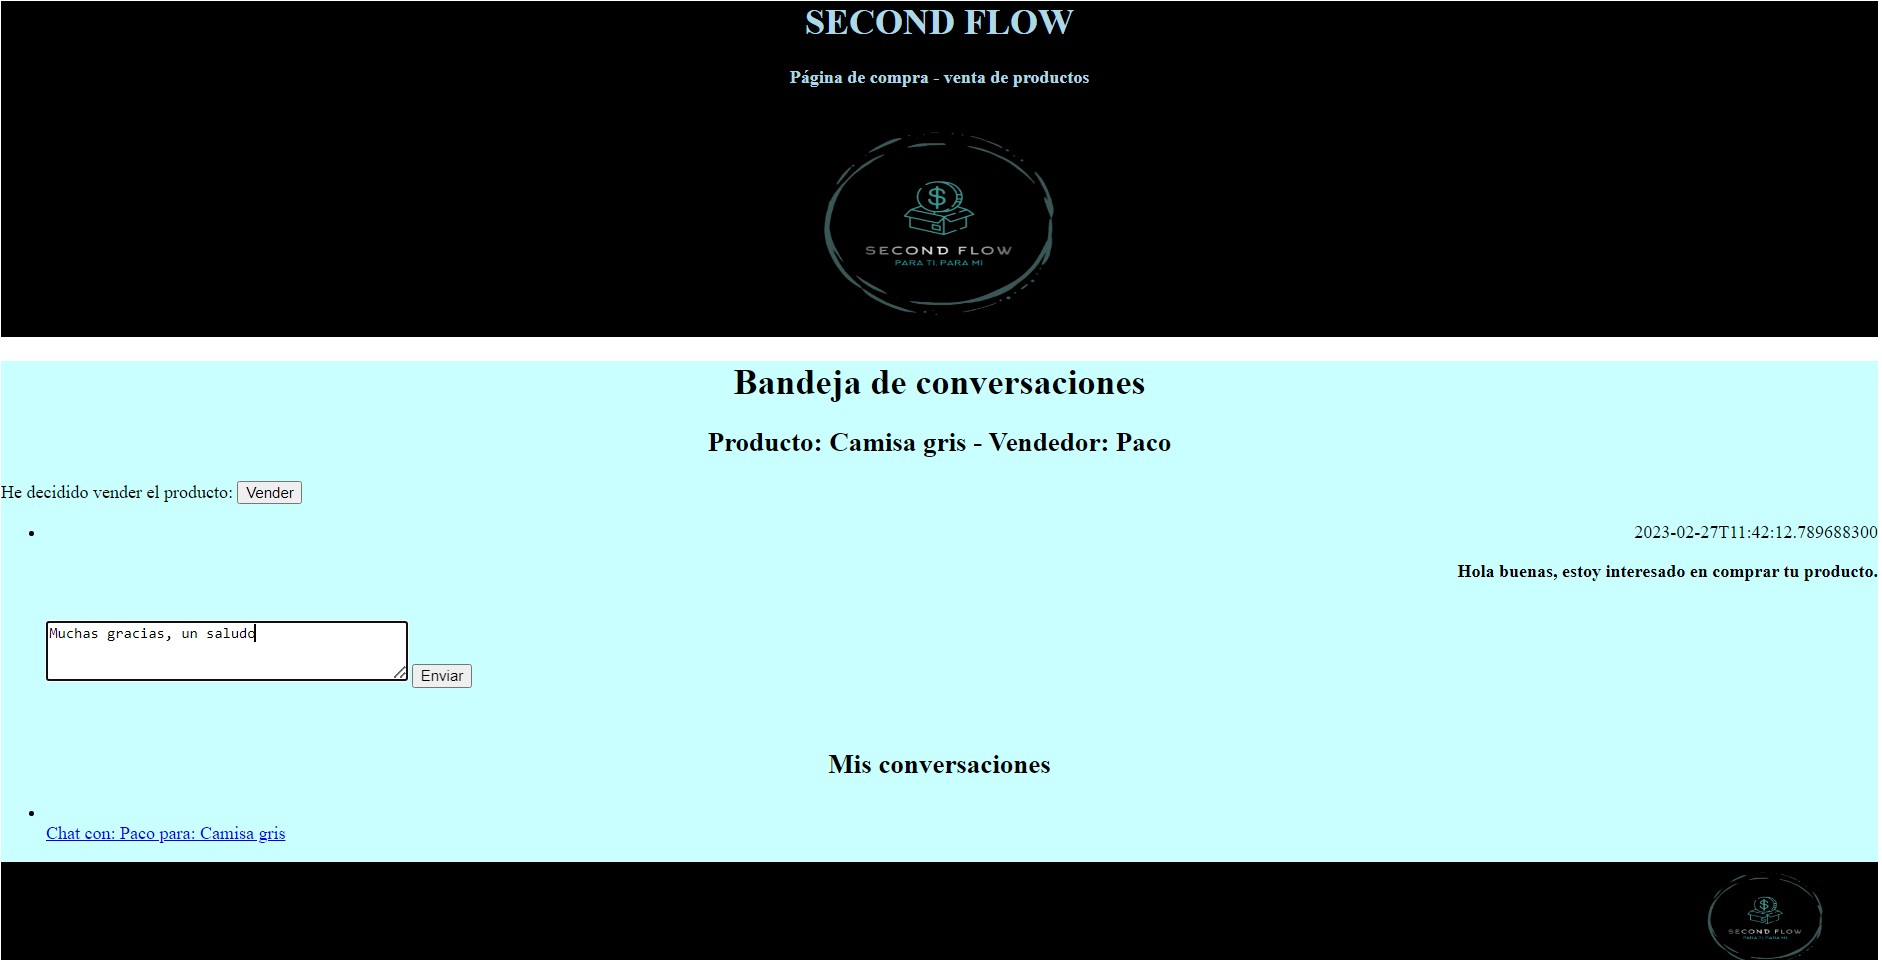 SECOND FLOW
Página de compra - venta de productos
SECOND FLOW
PARA TI, PARA MI
Bandeja de conversaciones
Producto: Camisa gris - Vendedor: Paco
He decidido vender el producto: Vender
2023-02-27T11:42:12.789688300
Hola buenas, estoy interesado en comprar tu producto.
Muchas gracias, un saludo
Enviar
Mis conversaciones
Chat con: Paco para: Camisa gris
SECOND FLOW
PARA TI, PARA MI